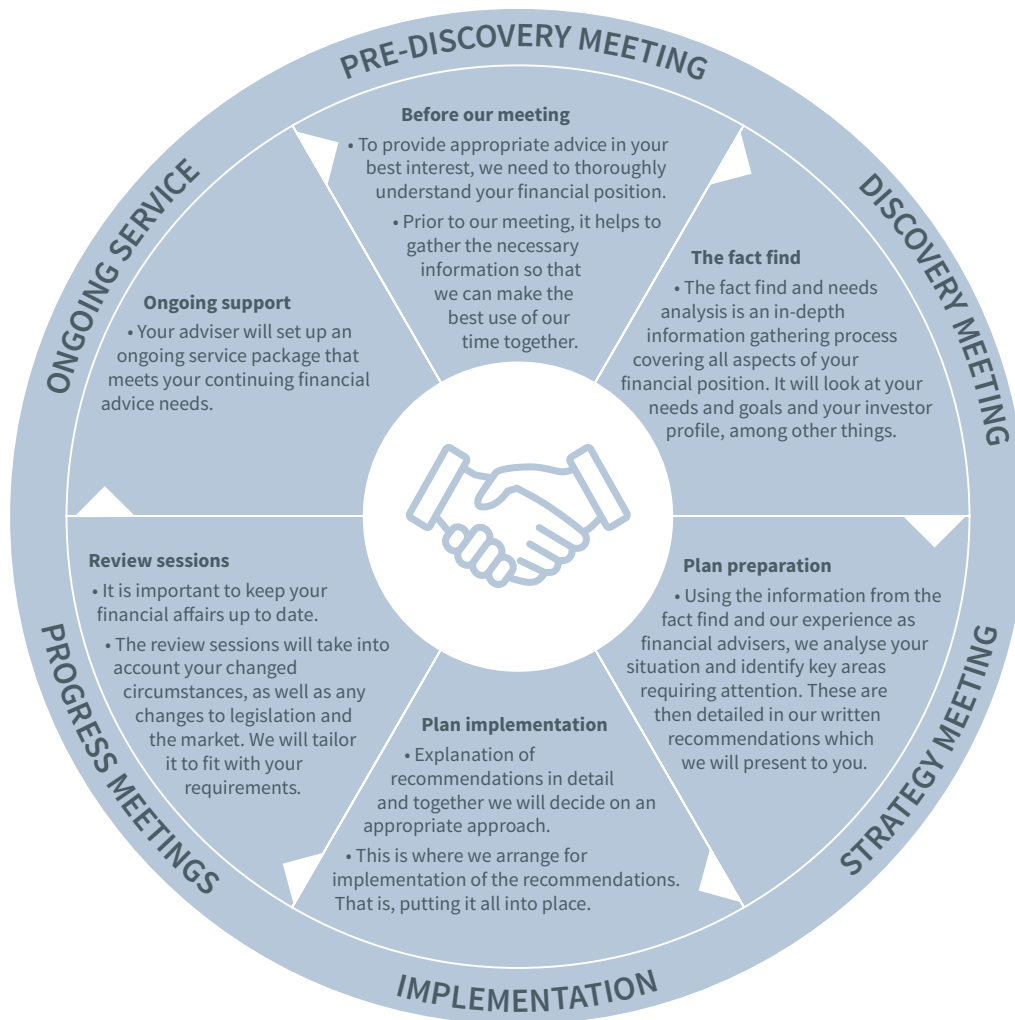 PRE-DISCOVERY MEETING
Before our meeting
• To provide appropriate advice in your
best interest, we need to thoroughly
understand your financial position.
• Prior to our meeting, it helps to
gather the necessary
information so that
we can make the
best use of our
time together.
DISCOVERY MEETING
The fact find
• The fact find and needs
analysis is an in-depth
information gathering process
covering all aspects of your
financial position. It will look at your
needs and goals and your investor
profile, among other things.
STRATEGY MEETING
Plan preparation
• Using the information from the
fact find and our experience as
financial advisers, we analyse your
situation and identify key areas
requiring attention. These are
then detailed in our written
recommendations which
we will present to you.
IMPLEMENTATION
Plan implementation
• Explanation of
recommendations in detail
and together we will decide on an
appropriate approach.
• This is where we arrange for
implementation of the recommendations.
That is, putting it all into place.
PROGRESS MEETINGS
Review sessions
• It is important to keep your
financial affairs up to date.
• The review sessions will take into
account your changed
circumstances, as well as any
changes to legislation and
the market. We will tailor
it to fit with your
requirements.
ONGOING SERVICE
Ongoing support
• Your adviser will set up an
ongoing service package that
meets your continuing financial
advice needs.